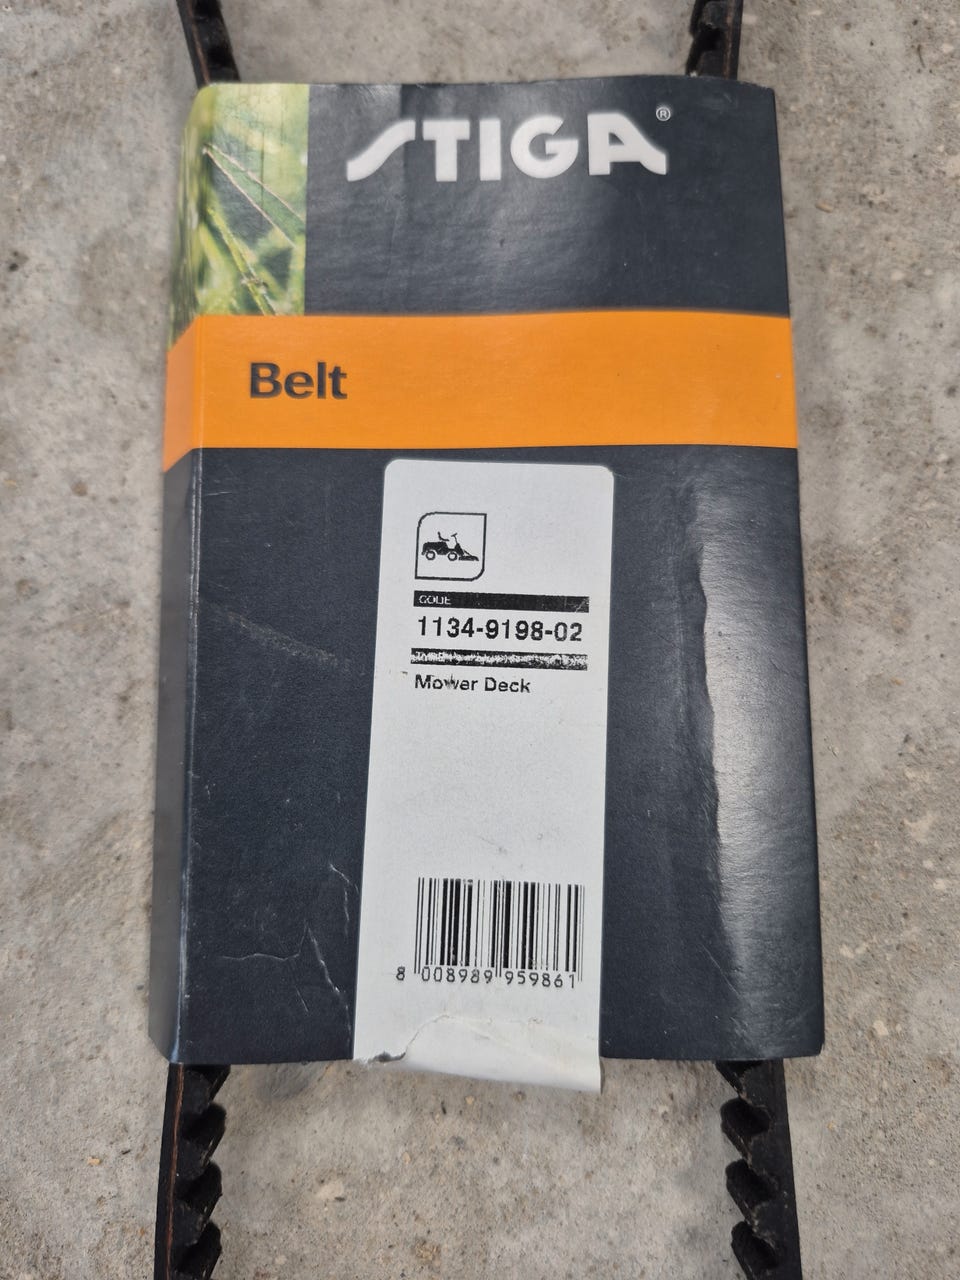 STIGA®
Belt
CODE
1134-9198-02
Mower Deck
8 008989 959861